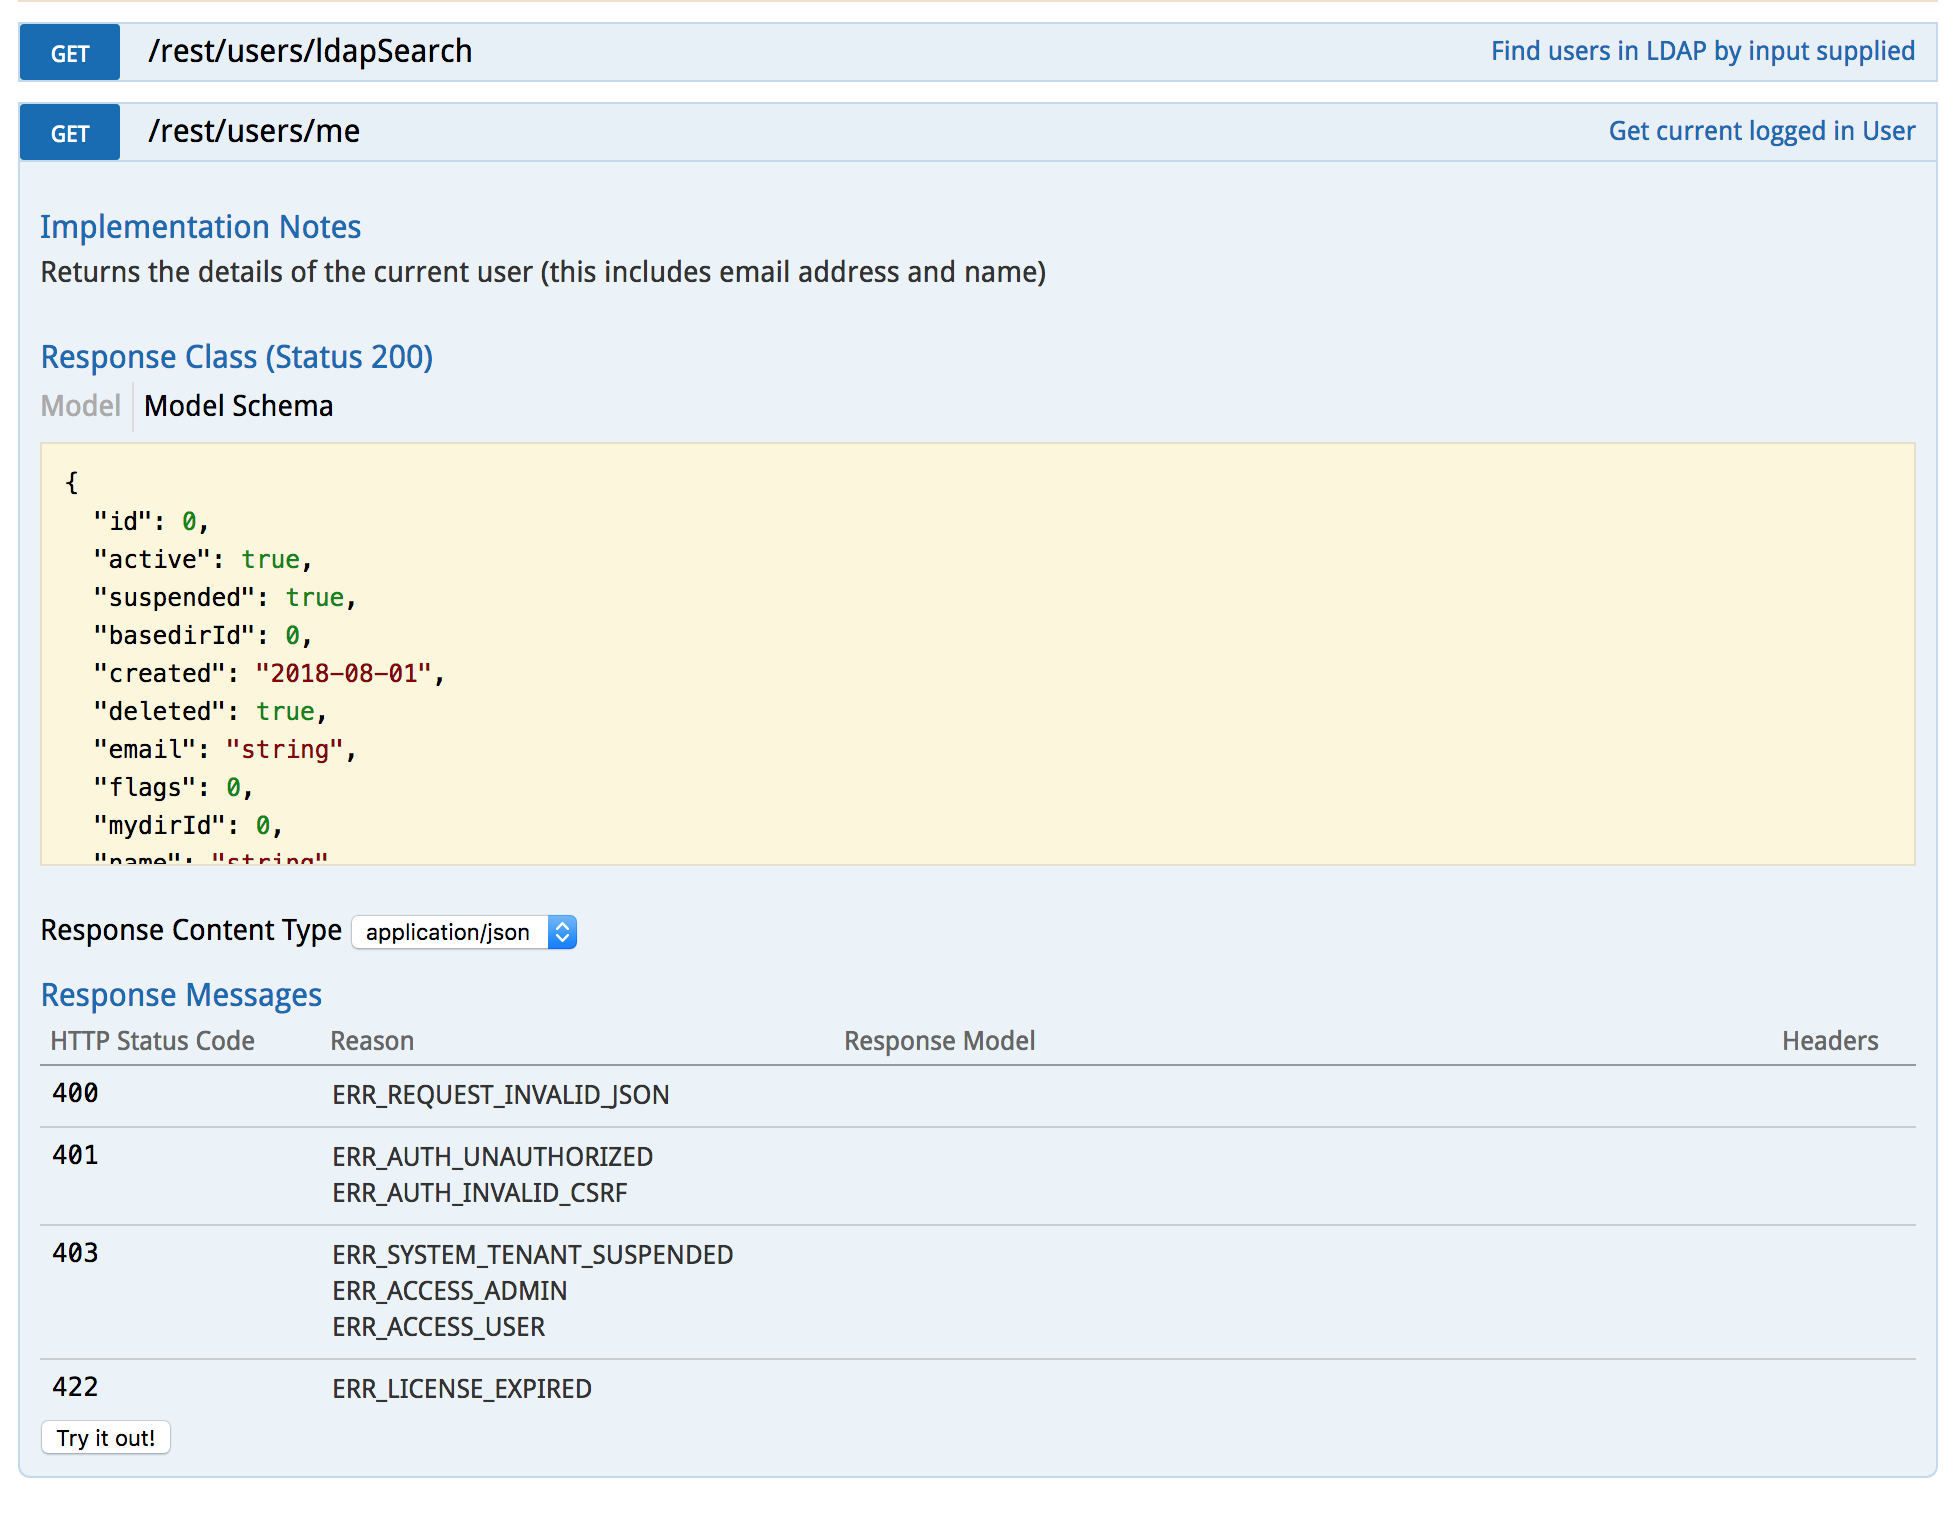 GET /rest/users/ldapSearch Find users in LDAP by input supplied
GET /rest/users/me Get current logged in User
Implementation Notes
Returns the details of the current user (this includes email address and name)
Response Class (Status 200)
Model Model Schema
{
"id": 0,
"active": true,
"suspended": true,
"basedirId": 0,
"created": "2018-08-01",
"deleted": true,
"email": "string",
"flags": 0,
"mydirId": 0,
"name": "string"
Response Content Type application/json
Response Messages
HTTP Status Code Reason Response Model Headers
400 ERR_REQUEST_INVALID_JSON
401 ERR_AUTH_UNAUTHORIZED
ERR_AUTH_INVALID_CSRF
403 ERR_SYSTEM_TENANT_SUSPENDED
ERR_ACCESS_ADMIN
ERR_ACCESS_USER
422 ERR_LICENSE_EXPIRED
Try it out!